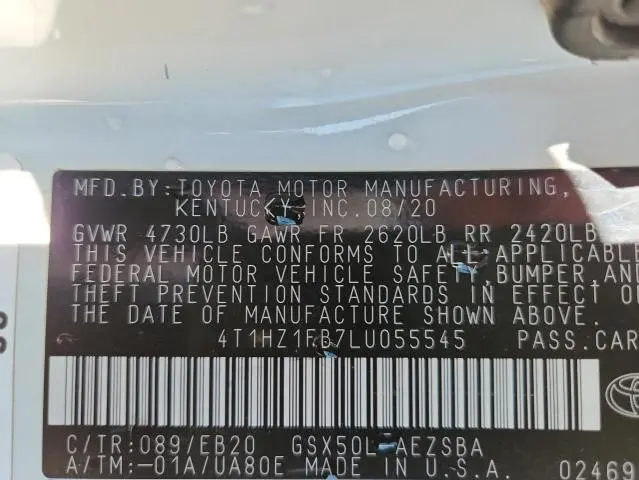 MFD.BY:TOYOTA MOTOR MANUFACTURING,
KENTUCKY, INC.08/20
GVWR 4730LB GAWR FR 2620LB RR 2420LB
THIS VEHICLE CONFORMS TO ALL APPLICABLE
FEDERAL MOTOR VEHICLE SAFETY, BUMPER, AND
THEFT PREVENTION STANDARDS IN EFFECT O
THE DATE OF MANUFACTURE SHOWN ABOVE.
4T1HZ1FB7LU055545 PASS.CAR
C/TR:089/EB20 GSX50L-AEZSBA
A/TM:-01A/UA80E MADE IN U.S.A. 02469